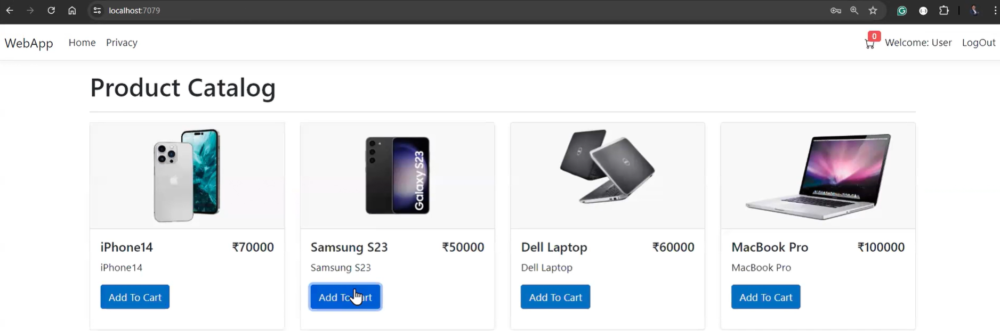 localhost:7079
WebApp Home Privacy 0 Welcome: User LogOut
Product Catalog
Galaxy S23
iPhone14 ₹70000
iPhone14
Add To Cart
Samsung S23 ₹50000
Samsung S23
Add To Cart
Dell Laptop ₹60000
Dell Laptop
Add To Cart
MacBook Pro ₹100000
MacBook Pro
Add To Cart